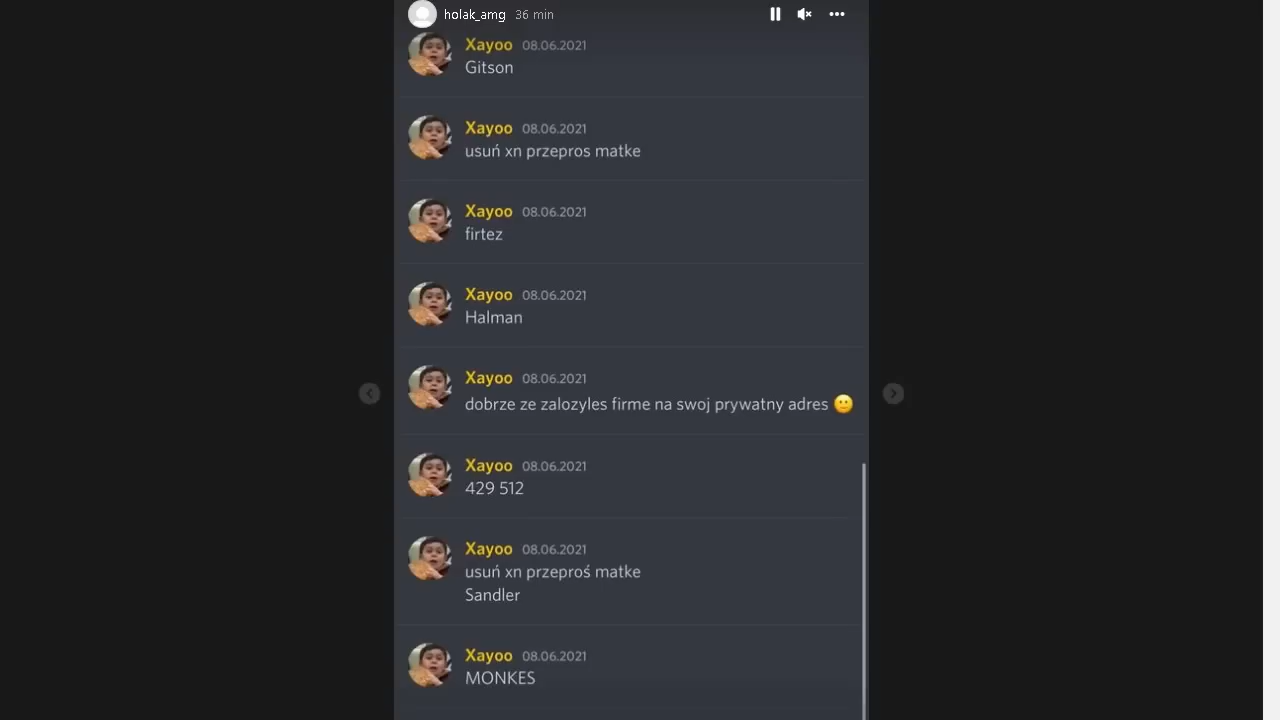 holak_amg 36 min
Xayoo 08.06.2021
Gitson
Xayoo 08.06.2021
usuń xn przepros matke
Xayoo 08.06.2021
firtez
Xayoo 08.06.2021
Halman
Xayoo 08.06.2021
dobrze ze zalozyles firme na swoj prywatny adres 🙂
Xayoo 08.06.2021
429 512
Xayoo 08.06.2021
usuń xn przeproś matke
Sandler
Xayoo 08.06.2021
MONKES